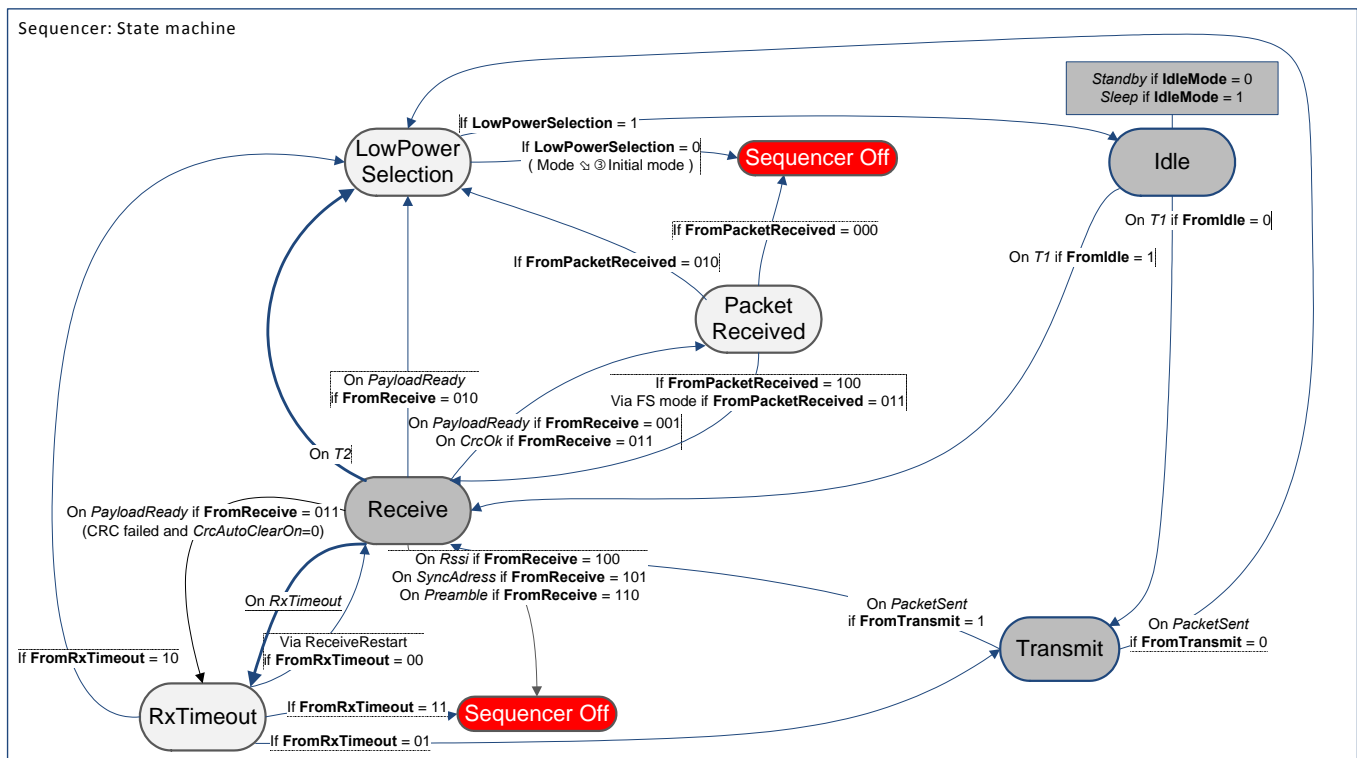 Sequencer: State machine
Standby if IdleMode = 0
Sleep if IdleMode = 1
If LowPowerSelection = 1
LowPower
Selection
If LowPowerSelection = 0
( Mode ⇘ ③ Initial mode )
Sequencer Off
Idle
On T1 if FromIdle = 0
If FromPacketReceived = 000
On T1 if FromIdle = 1
If FromPacketReceived = 010
Packet
Received
On PayloadReady
if FromReceive = 010
If FromPacketReceived = 100
Via FS mode if FromPacketReceived = 011
On PayloadReady if FromReceive = 001
On CrcOk if FromReceive = 011
On T2
Receive
On PayloadReady if FromReceive = 011
(CRC failed and CrcAutoClearOn=0)
On Rssi if FromReceive = 100
On SyncAdress if FromReceive = 101
On Preamble if FromReceive = 110
On RxTimeout
On PacketSent
if FromTransmit = 1
On PacketSent
if FromTransmit = 0
Transmit
Via ReceiveRestart
if FromRxTimeout = 00
If FromRxTimeout = 10
RxTimeout
If FromRxTimeout = 11
Sequencer Off
If FromRxTimeout = 01